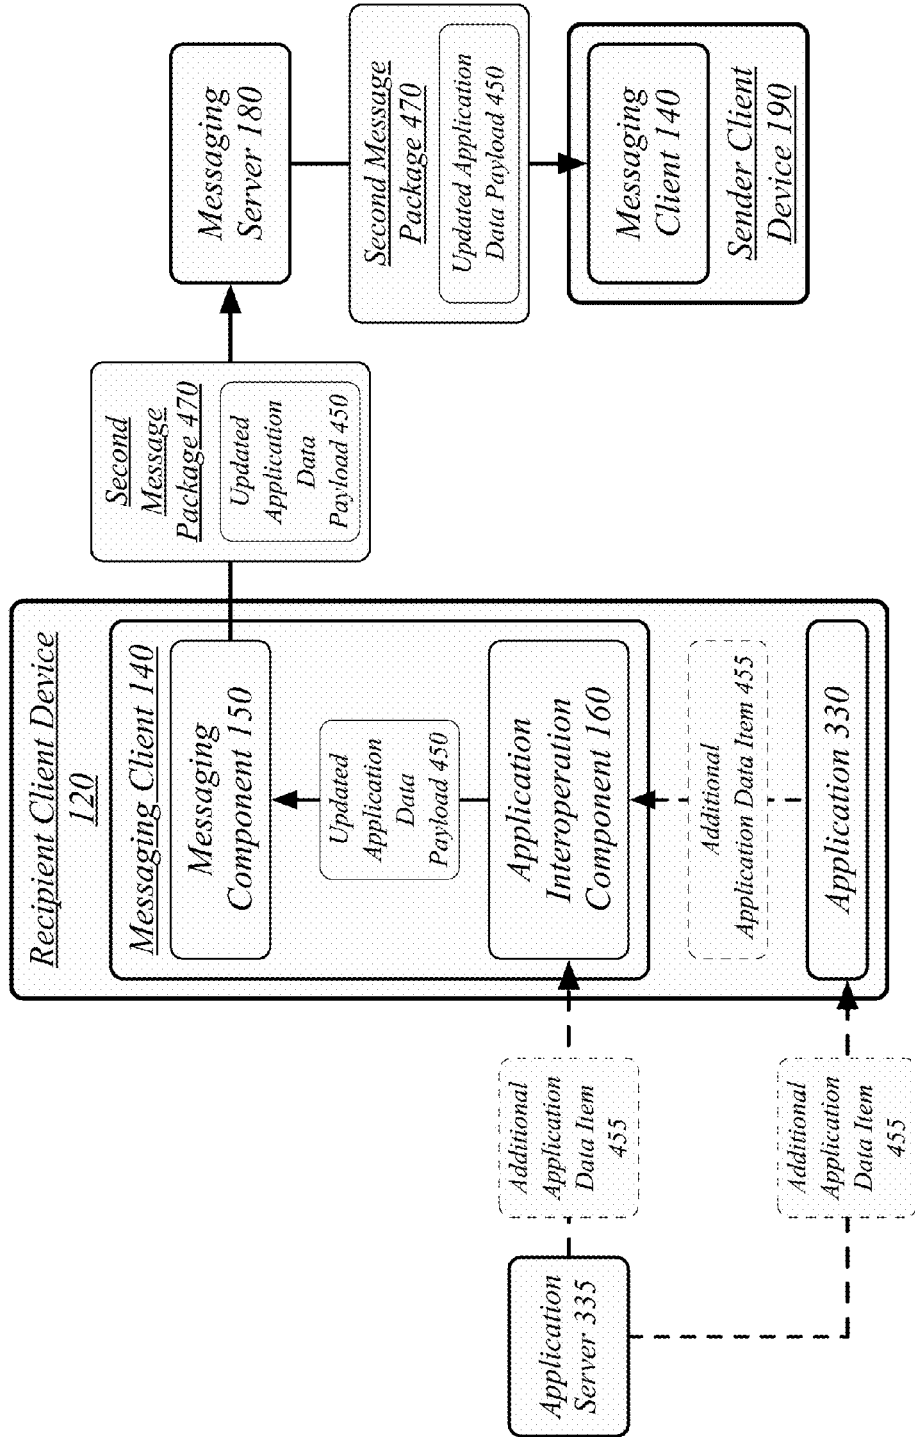 Recipient Client Device
120
Messaging Client 140
Messaging
Component 150
Updated
Application
Data
Payload 450
Application
Interoperation
Component 160
Additional
Application Data Item 455
Application 330
Application
Server 335
Additional
Application
Data Item
455
Additional
Application
Data Item
455
Second
Message
Package 470
Updated
Application
Data
Payload 450
Messaging
Server 180
Second Message
Package 470
Updated Application
Data Payload 450
Messaging
Client 140
Sender Client
Device 190